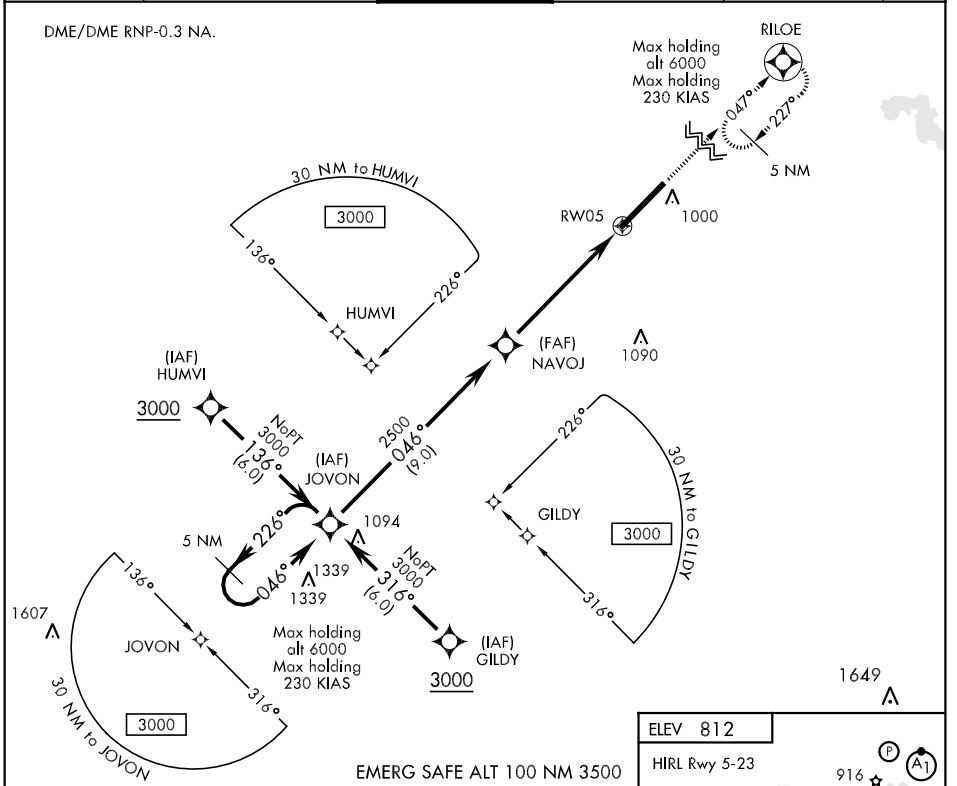 DME/DME RNP-0.3 NA.
RILOE
Max holding
alt 6000
Max holding
230 KIAS
047°
227°
5 NM
30 NM to HUMVI
3000
136°
226°
HUMVI
RW05
1000
(FAF)
NAVOJ
1090
(IAF)
HUMVI
3000
NoPT
3000
136°
(6.0)
(IAF)
JOVON
2500
046°
(9.0)
226°
30 NM to GILDY
GILDY
3000
316°
5 NM
226°
046°
1094
1339
1339
NoPT
3000
316°
(6.0)
(IAF)
GILDY
3000
1607
136°
JOVON
316°
3000
30 NM to JOVON
Max holding
alt 6000
Max holding
230 KIAS
1649
EMERG SAFE ALT 100 NM 3500
ELEV 812
HIRL Rwy 5-23
P
A1
916